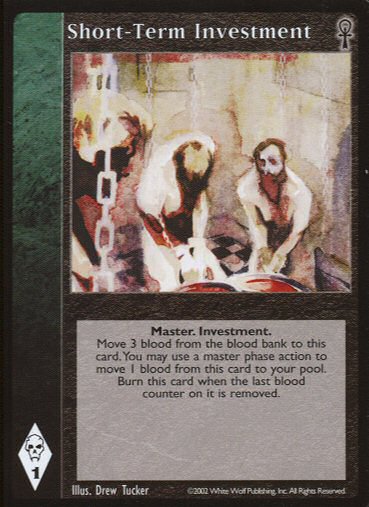 Short-Term Investment
Master. Investment.
Move 3 blood from the blood bank to this
card. You may use a master phase action to
move 1 blood from this card to your pool.
Burn this card when the last blood
counter on it is removed.
1
Illus. Drew Tucker
©2002 White Wolf Publishing, Inc. All Rights Reserved.